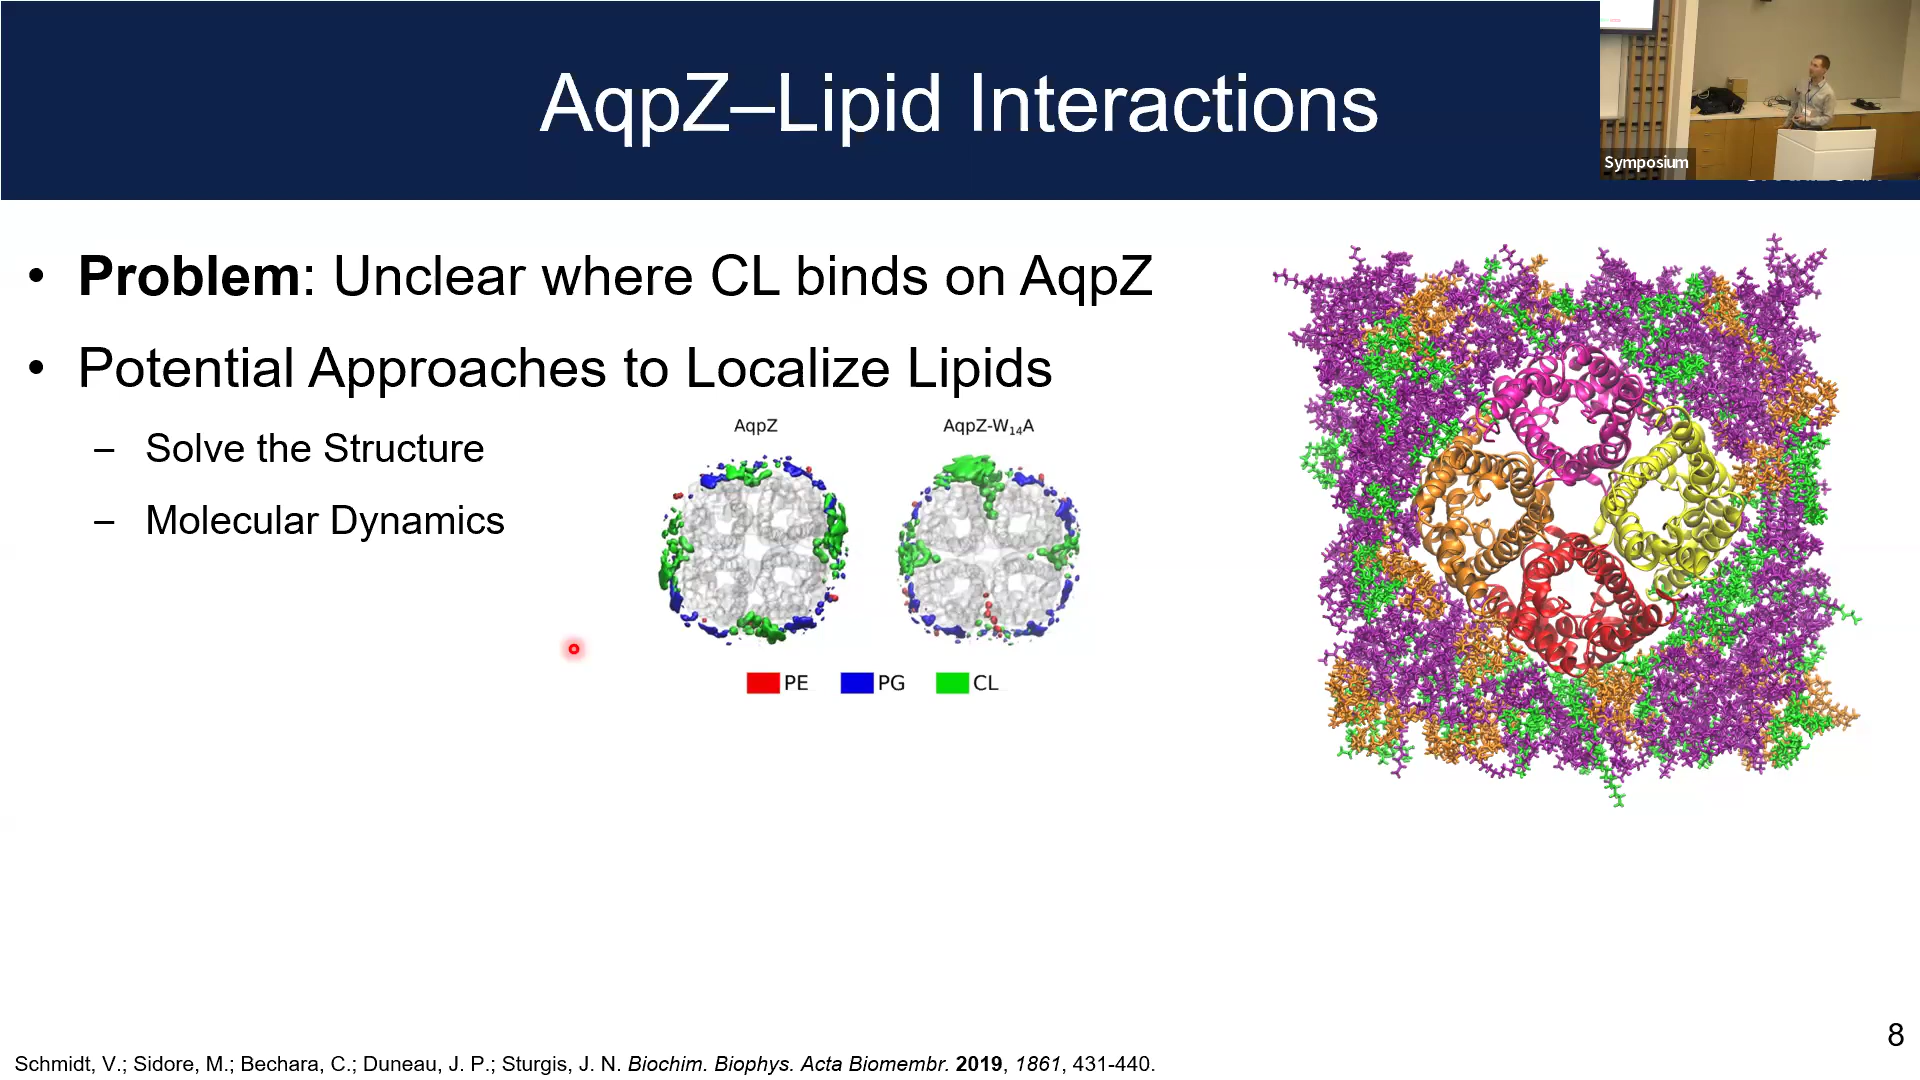 AqpZ–Lipid Interactions
Symposium
• Problem: Unclear where CL binds on AqpZ
• Potential Approaches to Localize Lipids
– Solve the Structure
– Molecular Dynamics
AqpZ AqpZ-W14A
PE PG CL
8
Schmidt, V.; Sidore, M.; Bechara, C.; Duneau, J. P.; Sturgis, J. N. Biochim. Biophys. Acta Biomembr. 2019, 1861, 431-440.